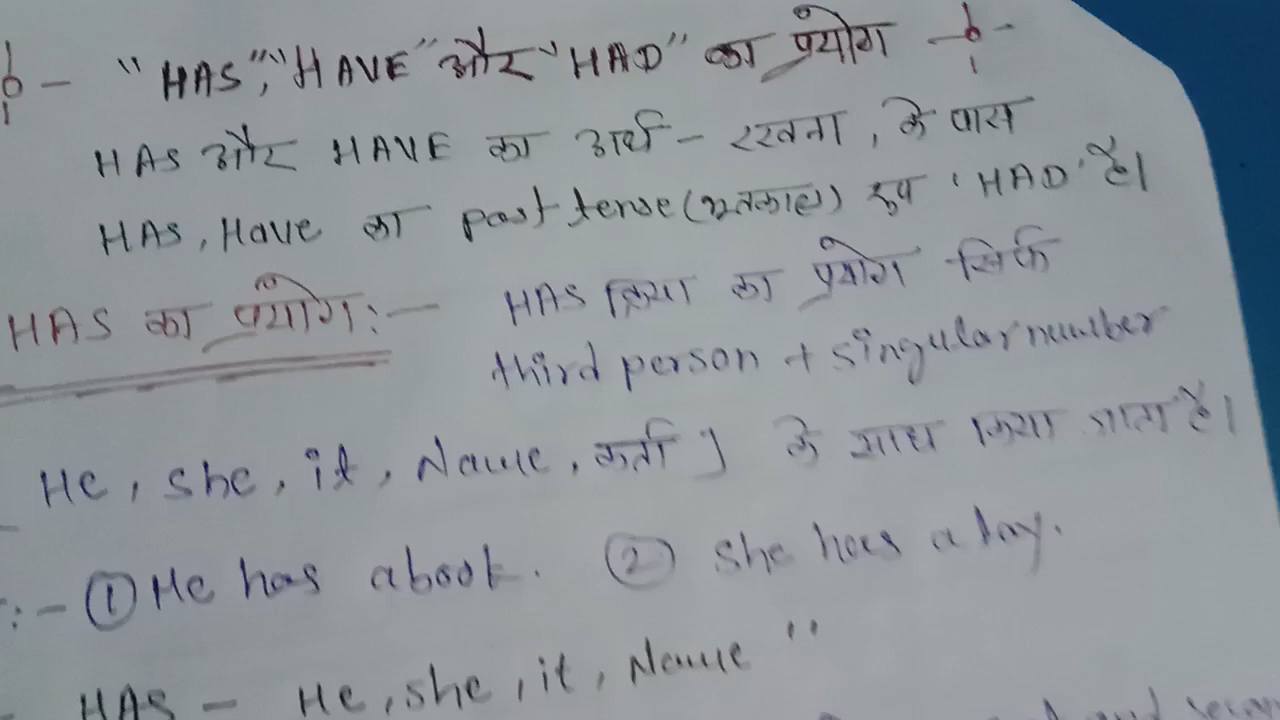 — "HAS", "HAVE" और "HAD" का प्रयोग —
HAS और HAVE का अर्थ – रखना, के पास
HAS, Have का past tense (भूतकाल) रूप 'HAD' है।
HAS का प्रयोग :— HAS क्रिया का प्रयोग सिर्फ
third person + singular number
He, she, it, Name, कर्ता ] के साथ किया जाता है।
:- ① He has a book. ② She has a toy.
HAS — He, she, it, Name "
and